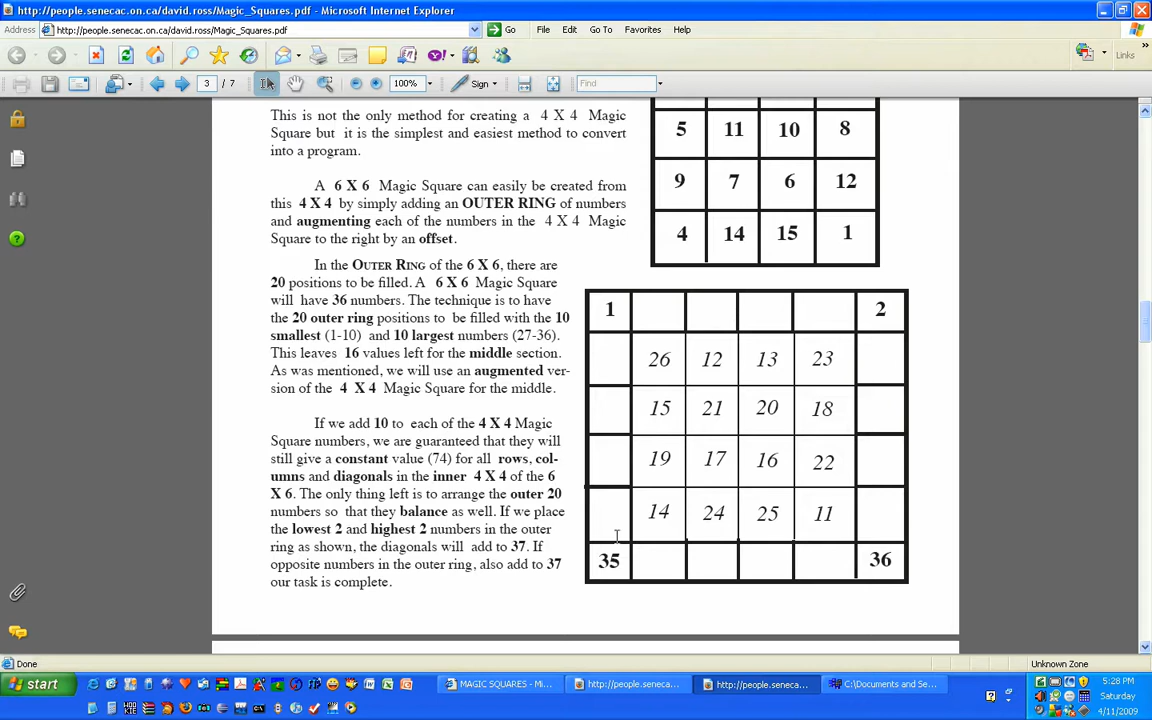 http://people.senecac.on.ca/david.ross/Magic_Squares.pdf - Microsoft Internet Explorer
Address http://people.senecac.on.ca/david.ross/Magic_Squares.pdf Go File Edit Go To Favorites Help
Links
3 / 7 100% Sign Find
This is not the only method for creating a 4 X 4 Magic
Square but it is the simplest and easiest method to convert
into a program.
A 6 X 6 Magic Square can easily be created from
this 4 X 4 by simply adding an OUTER RING of numbers
and augmenting each of the numbers in the 4 X 4 Magic
Square to the right by an offset.
5 11 10 8
9 7 6 12
4 14 15 1
In the OUTER RING of the 6 X 6, there are
20 positions to be filled. A 6 X 6 Magic Square
will have 36 numbers. The technique is to have
the 20 outer ring positions to be filled with the 10
smallest (1-10) and 10 largest numbers (27-36).
This leaves 16 values left for the middle section.
As was mentioned, we will use an augmented ver-
sion of the 4 X 4 Magic Square for the middle.
If we add 10 to each of the 4 X 4 Magic
Square numbers, we are guaranteed that they will
still give a constant value (74) for all rows, col-
umns and diagonals in the inner 4 X 4 of the 6
X 6. The only thing left is to arrange the outer 20
numbers so that they balance as well. If we place
the lowest 2 and highest 2 numbers in the outer
ring as shown, the diagonals will add to 37. If
opposite numbers in the outer ring, also add to 37
our task is complete.
1 2
26 12 13 23
15 21 20 18
19 17 16 22
14 24 25 11
35 36
Done Unknown Zone
start MAGIC SQUARES - Mi... http://people.seneca... http://people.seneca... C:\Documents and Se... 5:28 PM
Saturday
4/11/2009